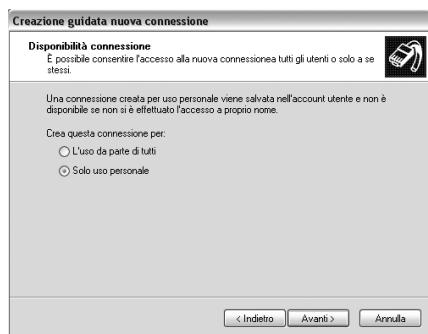 Creazione guidata nuova connessione
Disponibilità connessione
È possibile consentire l'accesso alla nuova connessionea tutti gli utenti o solo a se
stessi.
Una connessione creata per uso personale viene salvata nell'account utente e non è
disponibile se non si è effettuato l'accesso a proprio nome.
Crea questa connessione per:
L'uso da parte di tutti
Solo uso personale
< Indietro Avanti > Annulla